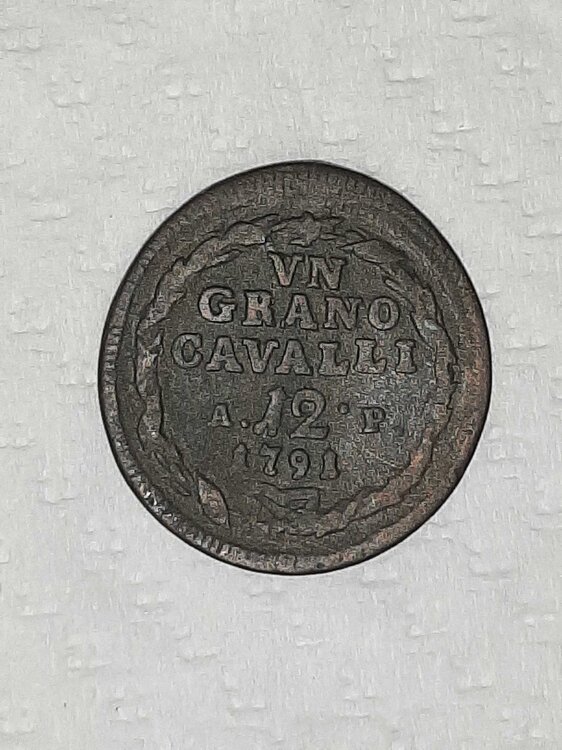 VN
GRANO
CAVALLI
A . 12 · P
1791